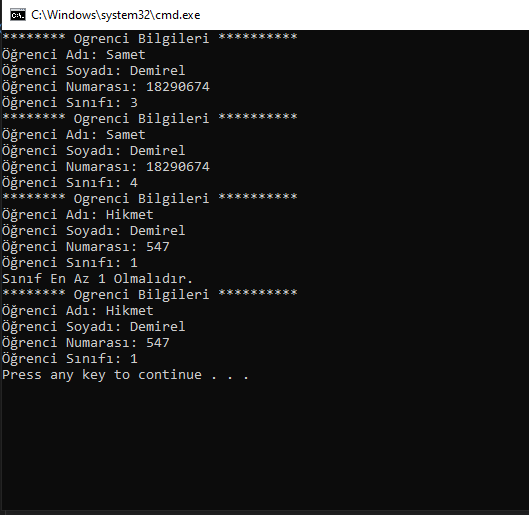 C:\Windows\system32\cmd.exe
******** Ogrenci Bilgileri **********
Öğrenci Adı: Samet
Öğrenci Soyadı: Demirel
Öğrenci Numarası: 18290674
Öğrenci Sınıfı: 3
******** Ogrenci Bilgileri **********
Öğrenci Adı: Samet
Öğrenci Soyadı: Demirel
Öğrenci Numarası: 18290674
Öğrenci Sınıfı: 4
******** Ogrenci Bilgileri **********
Öğrenci Adı: Hikmet
Öğrenci Soyadı: Demirel
Öğrenci Numarası: 547
Öğrenci Sınıfı: 1
Sınıf En Az 1 Olmalıdır.
******** Ogrenci Bilgileri **********
Öğrenci Adı: Hikmet
Öğrenci Soyadı: Demirel
Öğrenci Numarası: 547
Öğrenci Sınıfı: 1
Press any key to continue . . .